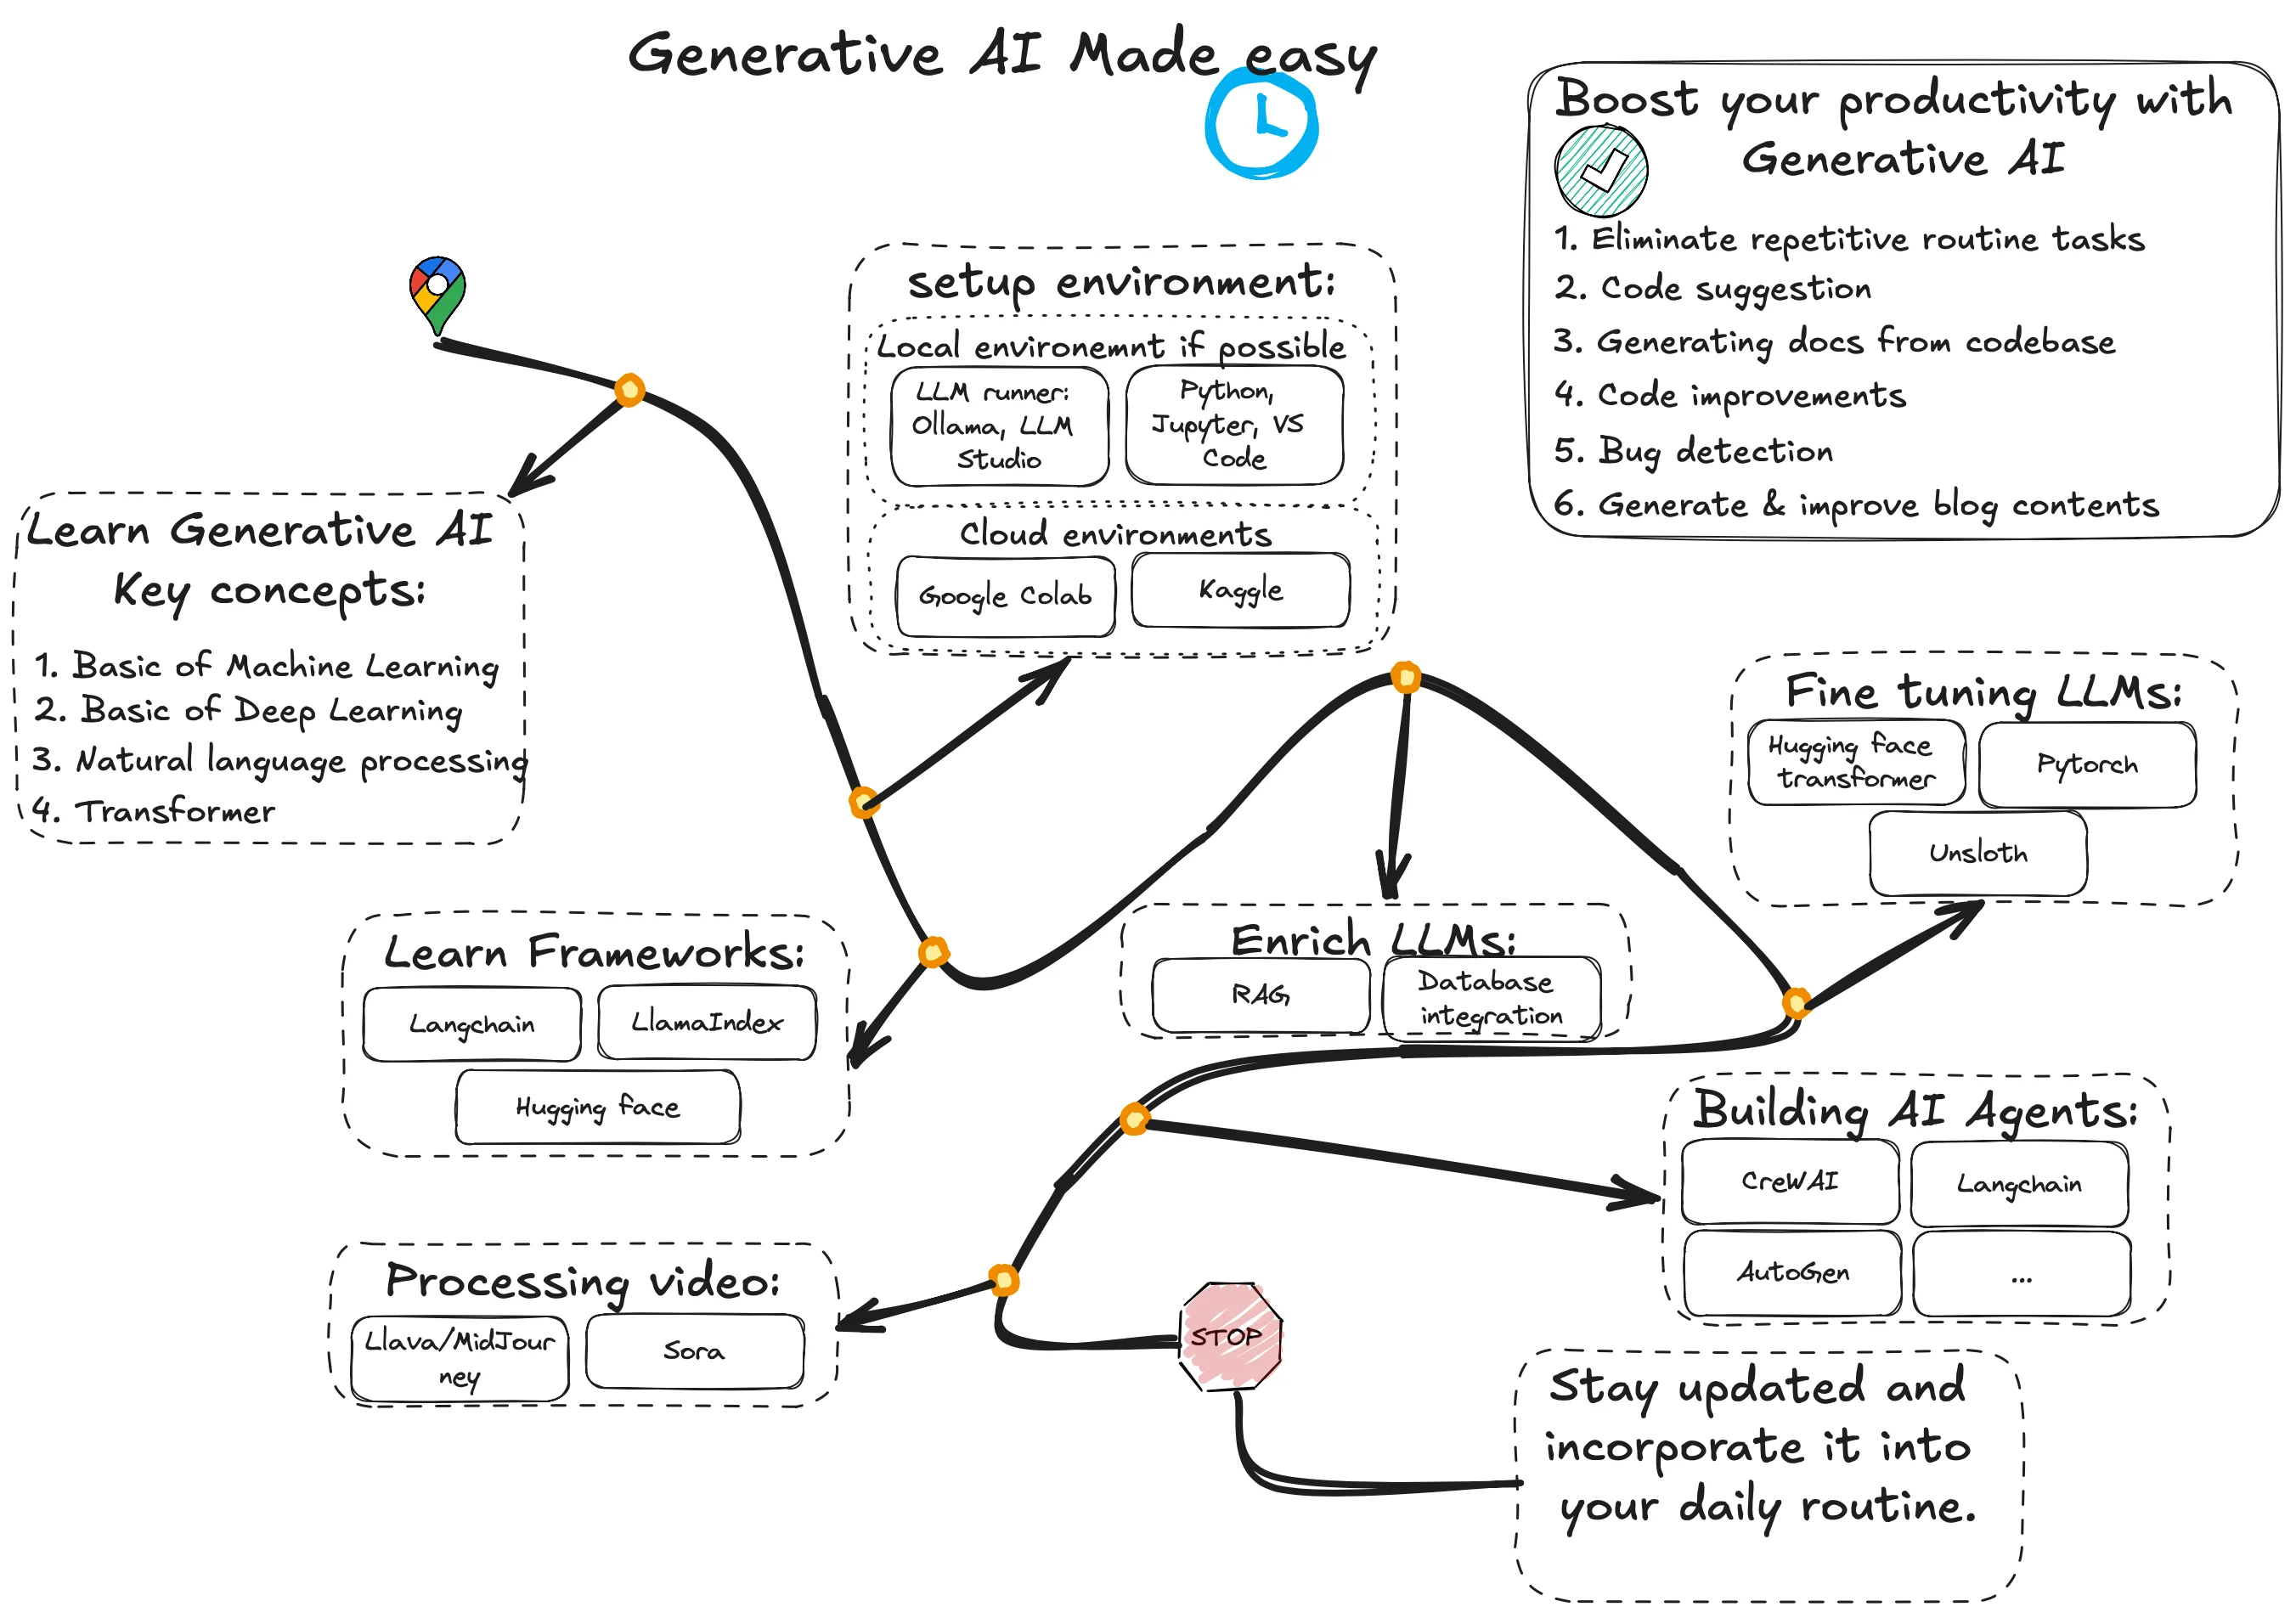 Generative AI Made easy
Boost your productivity with
Generative AI
1. Eliminate repetitive routine tasks
2. Code suggestion
3. Generating docs from codebase
4. Code improvements
5. Bug detection
6. Generate & improve blog contents
Learn Generative AI
Key concepts:
1. Basic of Machine Learning
2. Basic of Deep Learning
3. Natural language processing
4. Transformer
setup environment:
Local environemnt if possible
LLM runner:
Ollama, LLM
Studio
Python,
Jupyter, VS
Code
Cloud environments
Google Colab
Kaggle
Learn Frameworks:
Langchain
LlamaIndex
Hugging face
Enrich LLMs:
RAG
Database
integration
Fine tuning LLMs:
Hugging face
transformer
Pytorch
Unsloth
Building AI Agents:
CreWAI
Langchain
AutoGen
...
Processing video:
Llava/MidJour
ney
Sora
STOP
Stay updated and
incorporate it into
your daily routine.